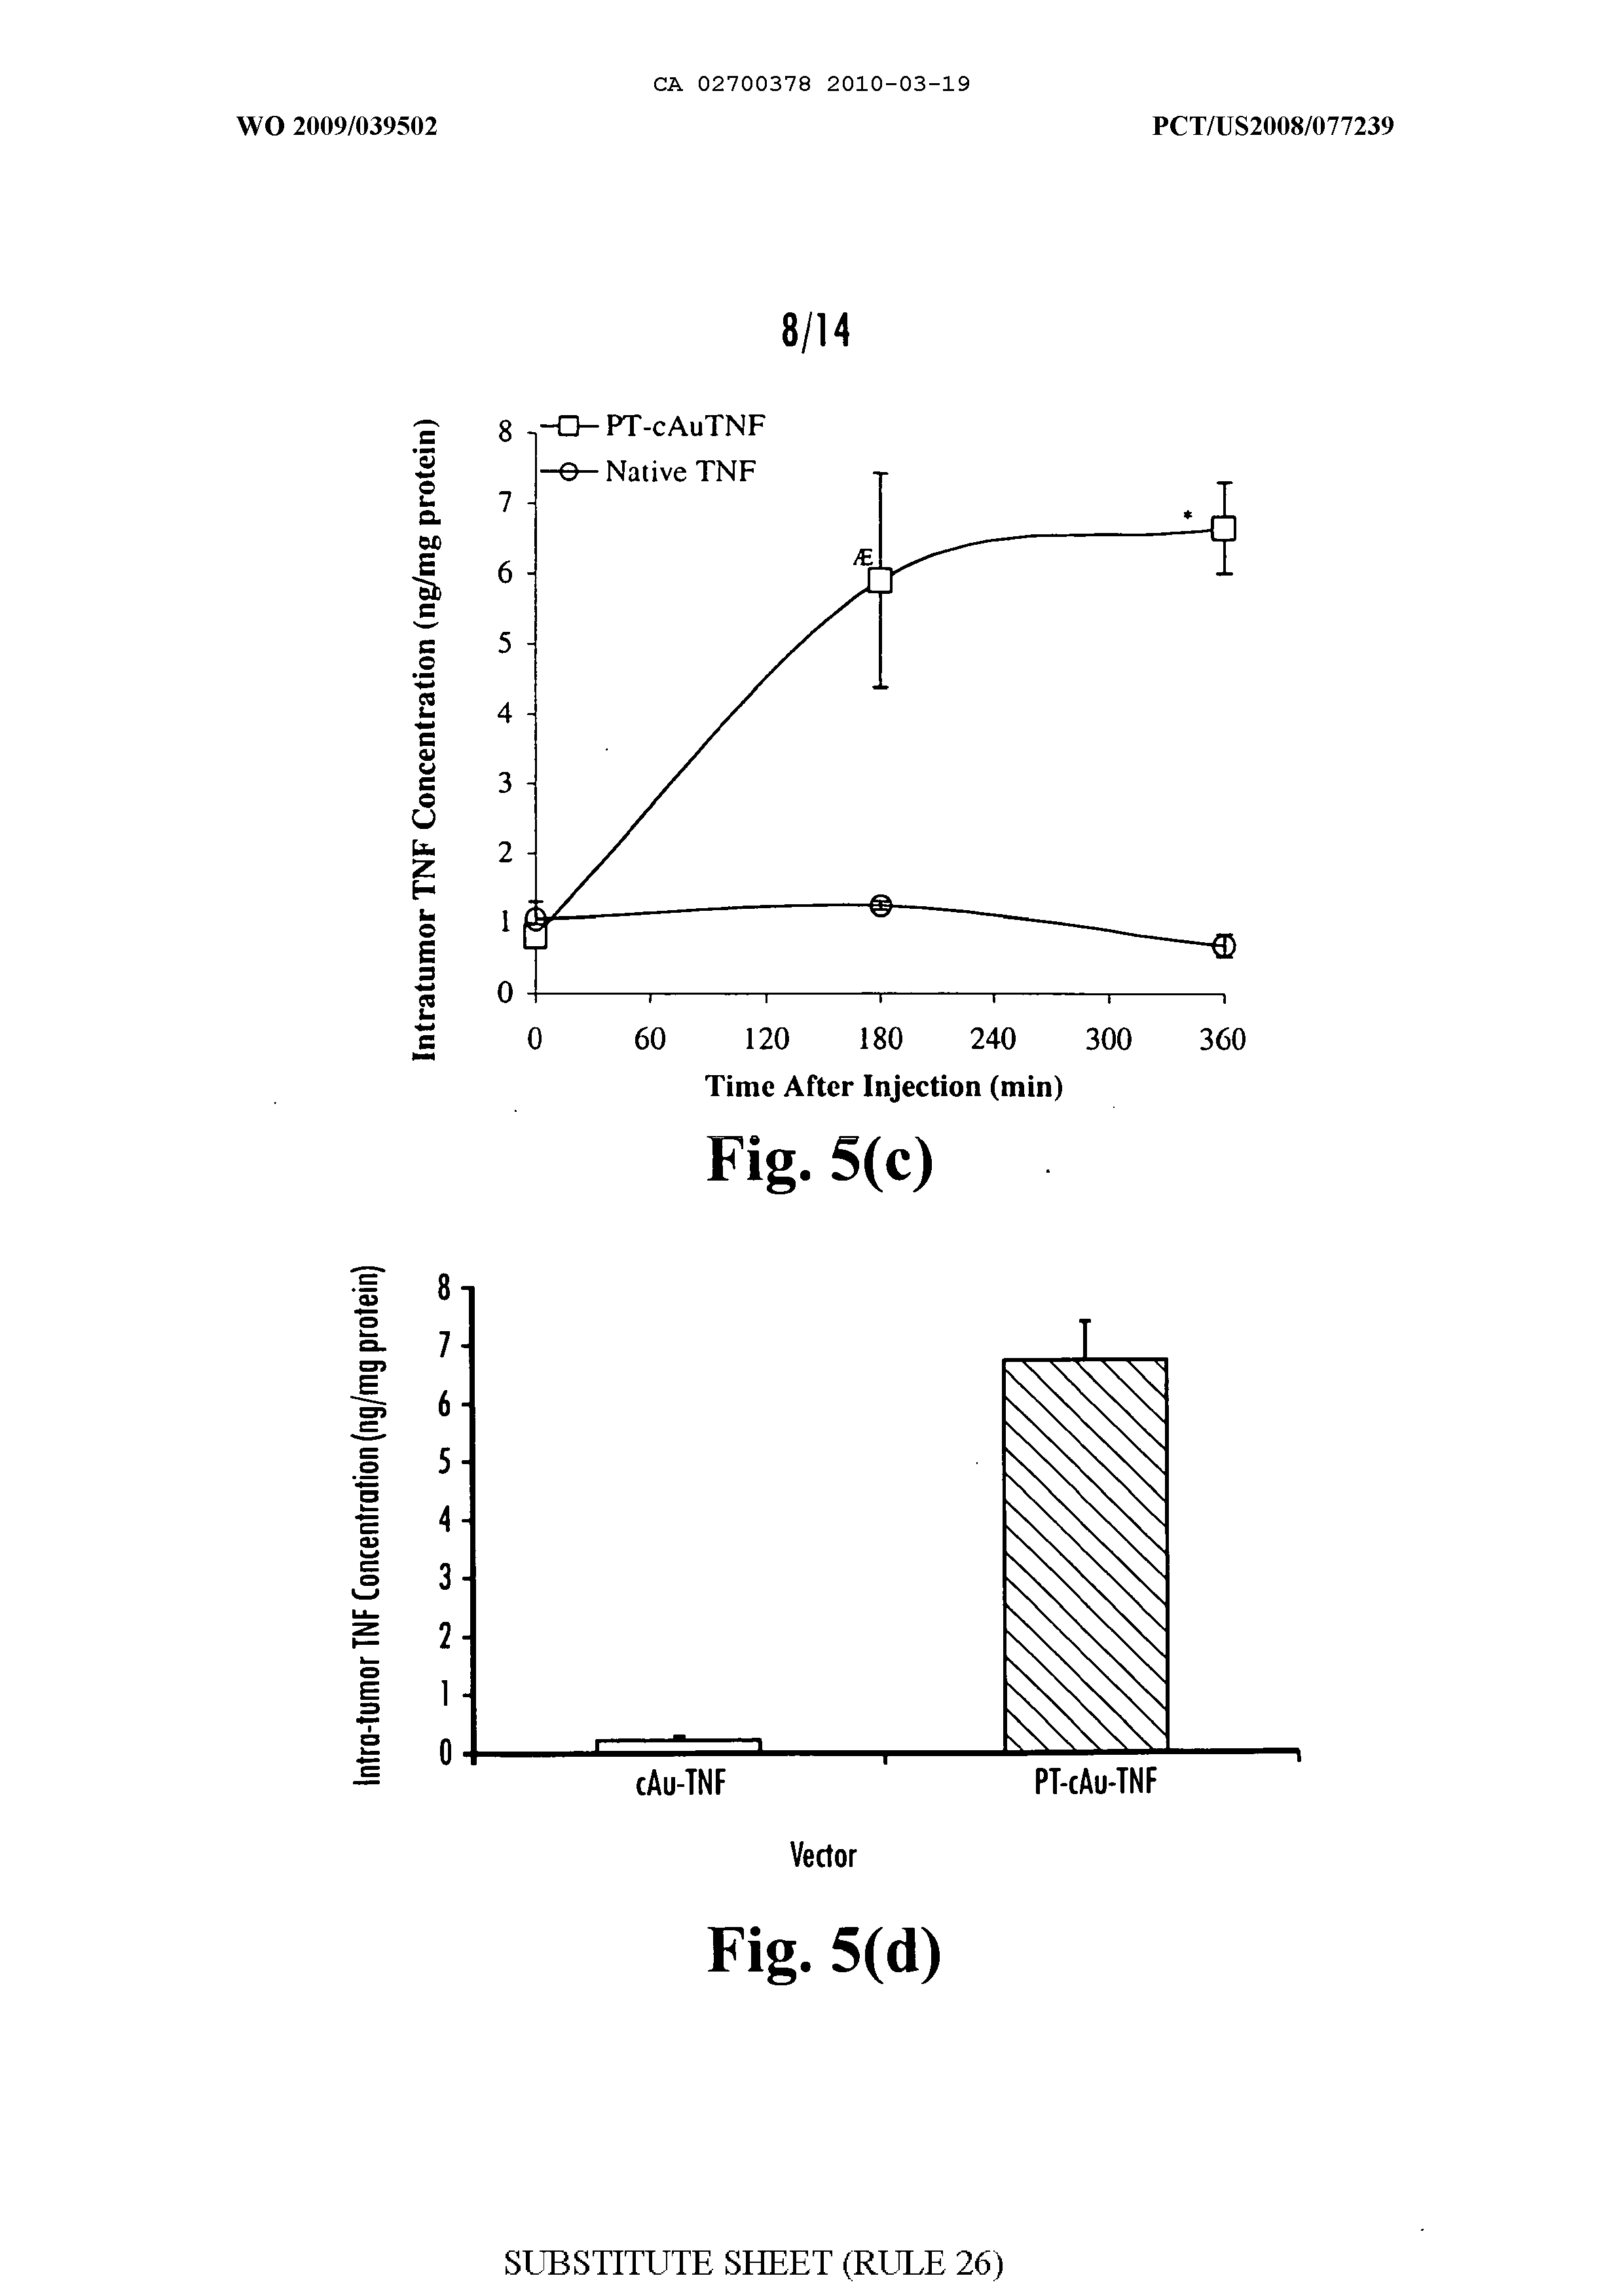 CA 02700378 2010-03-19
WO 2009/039502
PCT/US2008/077239
8/14
Intratumor TNF Concentration (ng/mg protein)
8
7
6
5
4
3
2
1
0
PT-cAuTNF
Native TNF
Æ
*
0 60 120 180 240 300 360
Time After Injection (min)
Fig. 5(c)
Intra-tumor TNF Concentration (ng/mg protein)
8
7
6
5
4
3
2
1
0
cAu-TNF PT-cAu-TNF
Vector
Fig. 5(d)
SUBSTITUTE SHEET (RULE 26)